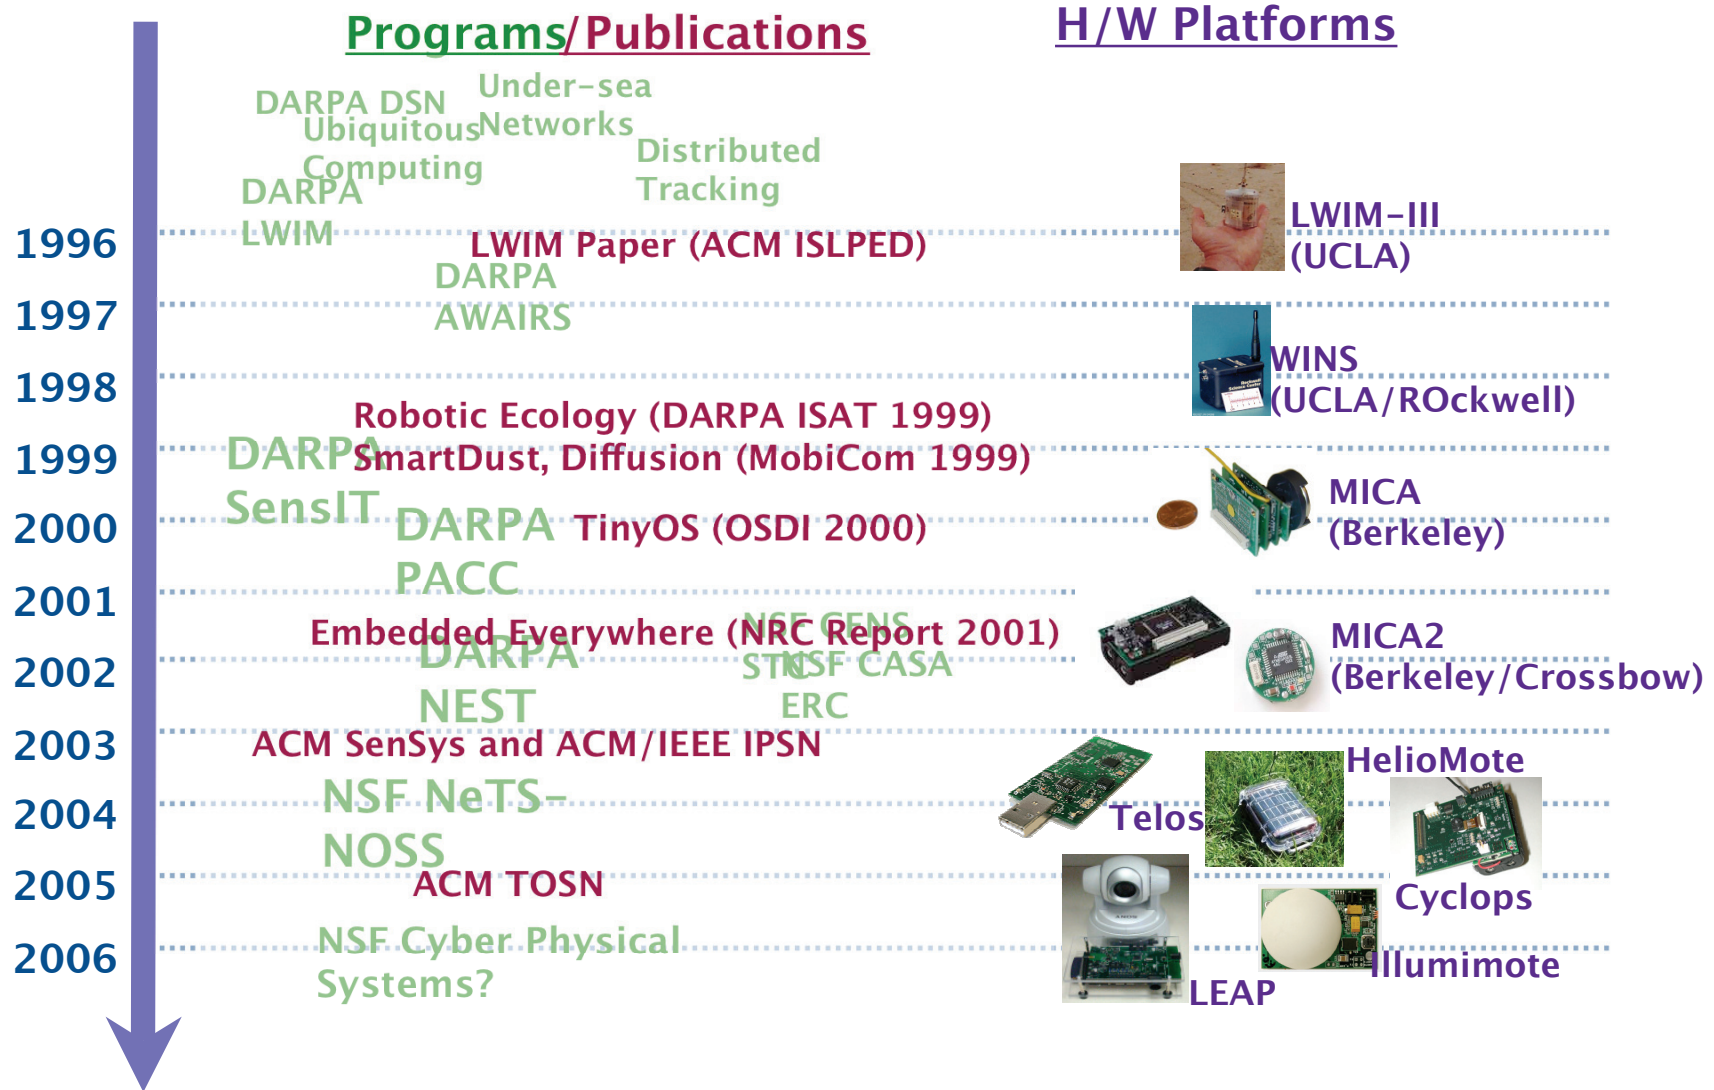 Programs/Publications
H/W Platforms
DARPA DSN
Under-sea
Networks
Ubiquitous
Computing
Distributed
Tracking
DARPA
LWIM
1996
LWIM Paper (ACM ISLPED)
LWIM-III
(UCLA)
DARPA
AWAIRS
1997
WINS
(UCLA/ROckwell)
1998
Robotic Ecology (DARPA ISAT 1999)
1999
DARPA
SensIT
SmartDust, Diffusion (MobiCom 1999)
MICA
(Berkeley)
2000
DARPA
PACC
TinyOS (OSDI 2000)
2001
Embedded Everywhere (NRC Report 2001)
NSF CENS
STC
MICA2
(Berkeley/Crossbow)
2002
DARPA
NEST
NSF CASA
ERC
2003
ACM SenSys and ACM/IEEE IPSN
HelioMote
2004
NSF NeTS-
NOSS
Telos
2005
ACM TOSN
Cyclops
SONY
2006
NSF Cyber Physical
Systems?
Illumimote
LEAP